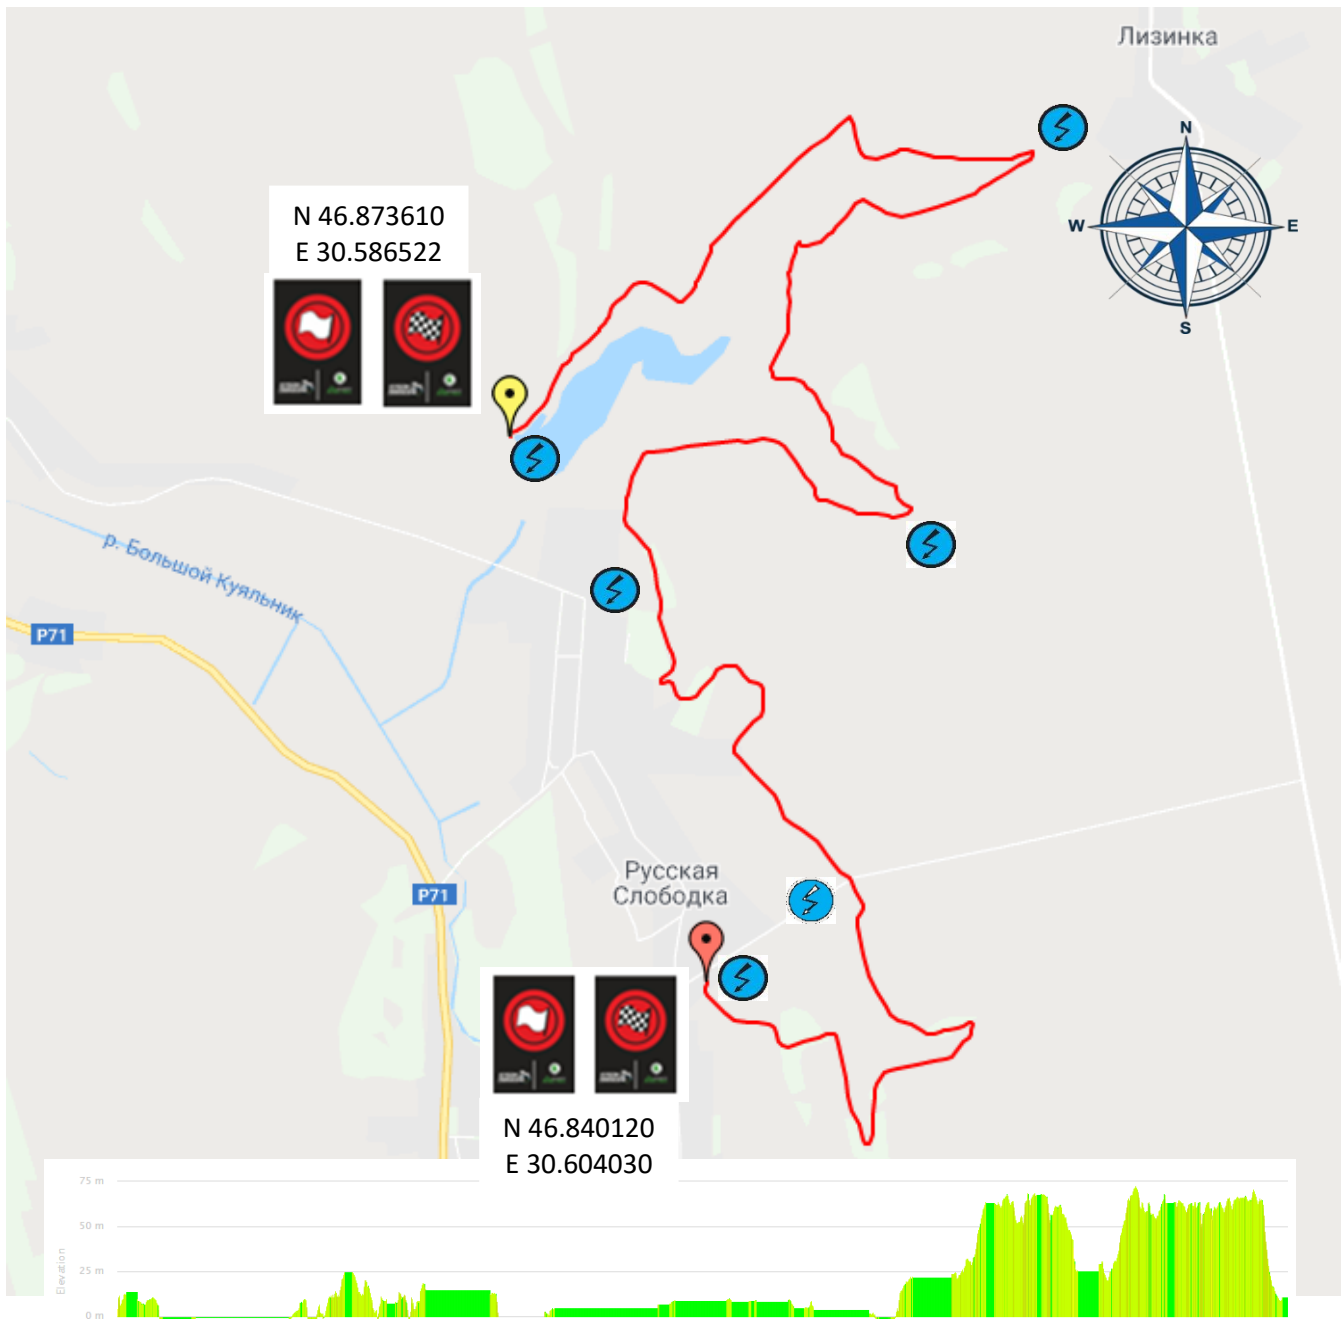 Лизинка
N
W
E
S
N 46.873610
E 30.586522
р. Большой Куяльник
P71
P71
Русская
Слободка
N 46.840120
E 30.604030
75 m
50 m
25 m
0 m
Elevation